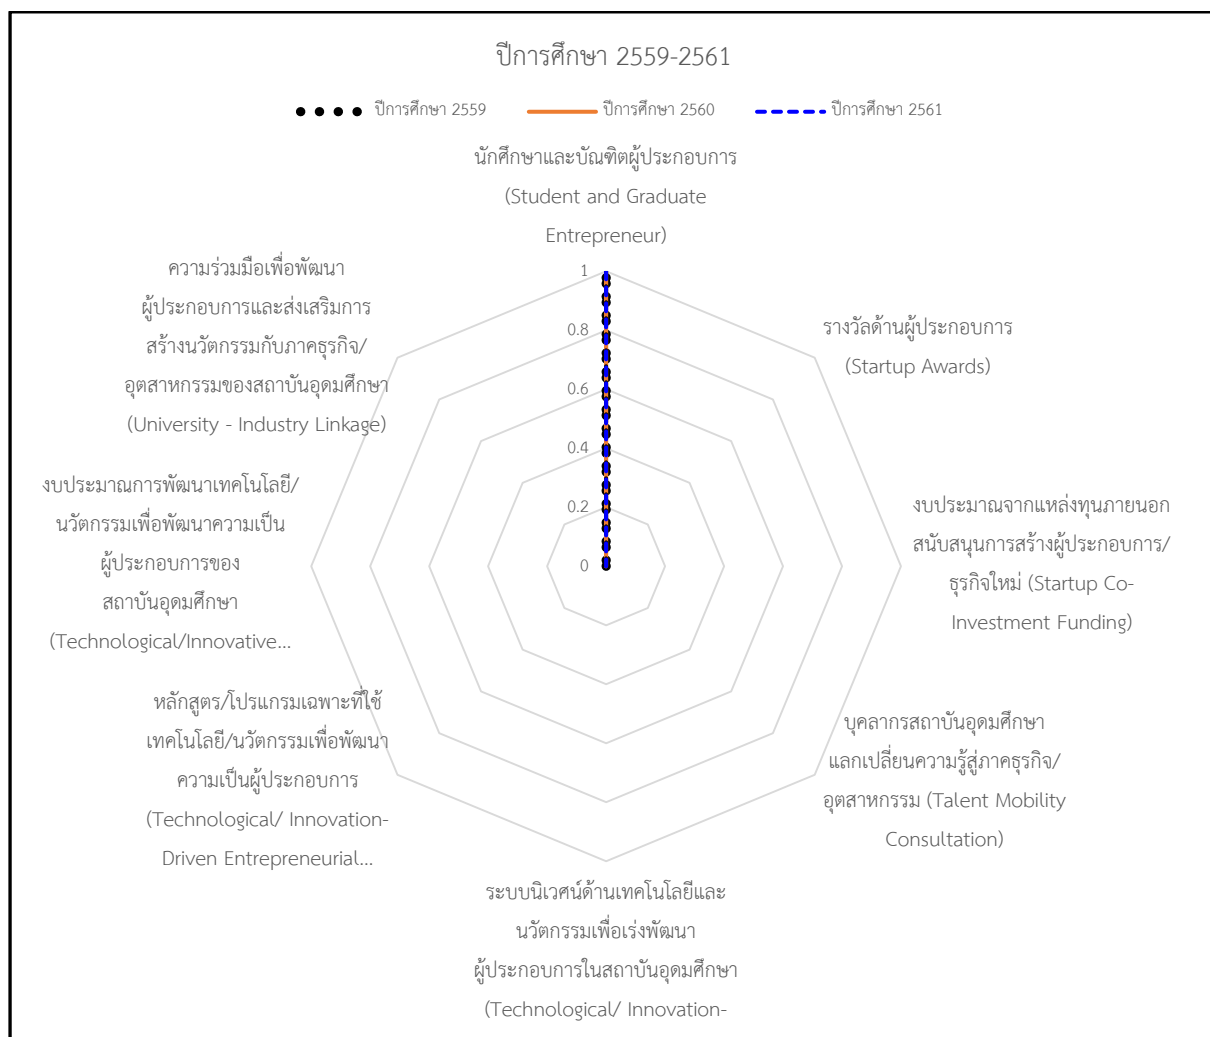 ปีการศึกษา 2559-2561
ปีการศึกษา 2559
ปีการศึกษา 2560
ปีการศึกษา 2561
นักศึกษาและบัณฑิตผู้ประกอบการ
(Student and Graduate
Entrepreneur)
1
0.8
0.6
0.4
0.2
0
รางวัลด้านผู้ประกอบการ
(Startup Awards)
งบประมาณจากแหล่งทุนภายนอก
สนับสนุนการสร้างผู้ประกอบการ/
ธุรกิจใหม่ (Startup Co-
Investment Funding)
บุคลากรสถาบันอุดมศึกษา
แลกเปลี่ยนความรู้สู่ภาคธุรกิจ/
อุตสาหกรรม (Talent Mobility
Consultation)
ระบบนิเวศน์ด้านเทคโนโลยีและ
นวัตกรรมเพื่อเร่งพัฒนา
ผู้ประกอบการในสถาบันอุดมศึกษา
(Technological/ Innovation-
หลักสูตร/โปรแกรมเฉพาะที่ใช้
เทคโนโลยี/นวัตกรรมเพื่อพัฒนา
ความเป็นผู้ประกอบการ
(Technological/ Innovation-
Driven Entrepreneurial...
งบประมาณการพัฒนาเทคโนโลยี/
นวัตกรรมเพื่อพัฒนาความเป็น
ผู้ประกอบการของ
สถาบันอุดมศึกษา
(Technological/Innovative...
ความร่วมมือเพื่อพัฒนา
ผู้ประกอบการและส่งเสริมการ
สร้างนวัตกรรมกับภาคธุรกิจ/
อุตสาหกรรมของสถาบันอุดมศึกษา
(University - Industry Linkage)